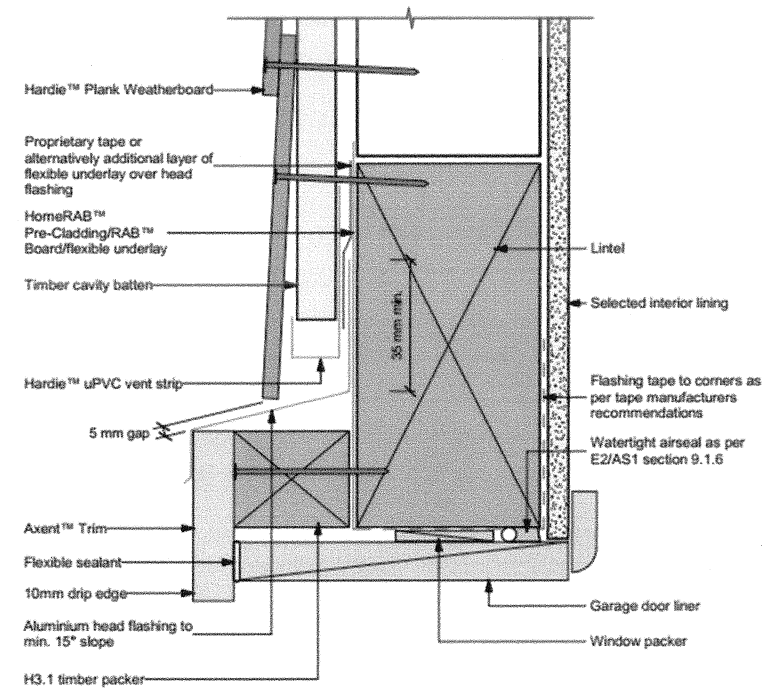 Hardie™ Plank Weatherboard
Proprietary tape or
alternatively additional layer of
flexible underlay over head
flashing
HomeRAB™
Pre-Cladding/RAB™
Board/flexible underlay
Timber cavity batten
Hardie™ uPVC vent strip
5 mm gap
Axent™ Trim
Flexible sealant
10mm drip edge
Aluminium head flashing to
min. 15° slope
H3.1 timber packer
35 mm min.
Lintel
Selected interior lining
Flashing tape to corners as
per tape manufacturers
recommendations
Watertight airseal as per
E2/AS1 section 9.1.6
Garage door liner
Window packer